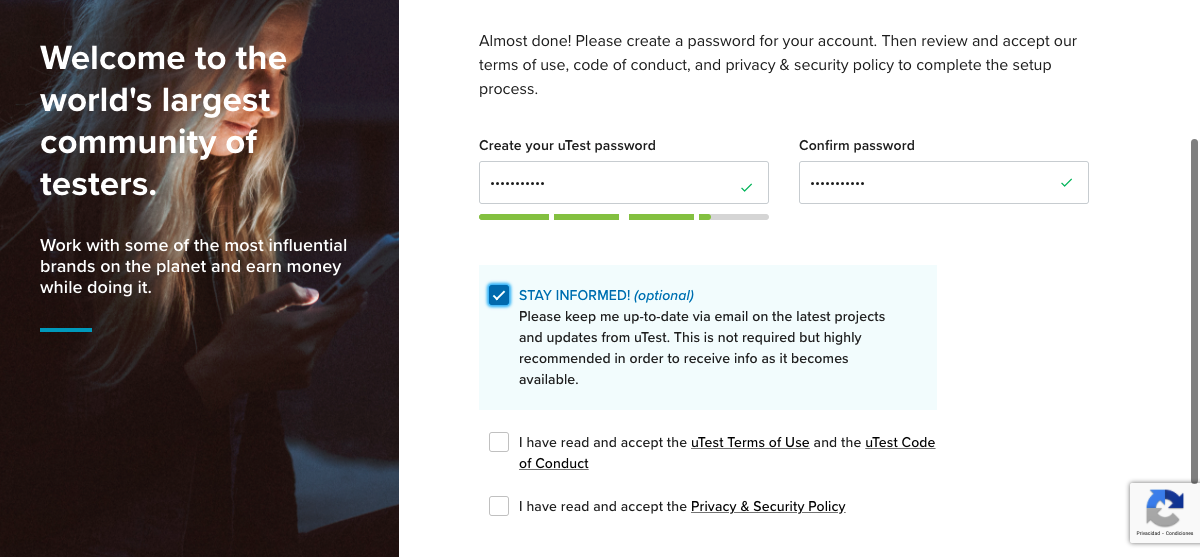 Welcome to the
world's largest
community of
testers.
Work with some of the most influential
brands on the planet and earn money
while doing it.
Almost done! Please create a password for your account. Then review and accept our
terms of use, code of conduct, and privacy & security policy to complete the setup
process.
Create your uTest password
•••••••••••
Confirm password
•••••••••••
STAY INFORMED! (optional)
Please keep me up-to-date via email on the latest projects
and updates from uTest. This is not required but highly
recommended in order to receive info as it becomes
available.
I have read and accept the uTest Terms of Use and the uTest Code
of Conduct
I have read and accept the Privacy & Security Policy
Privacidad - Condiciones